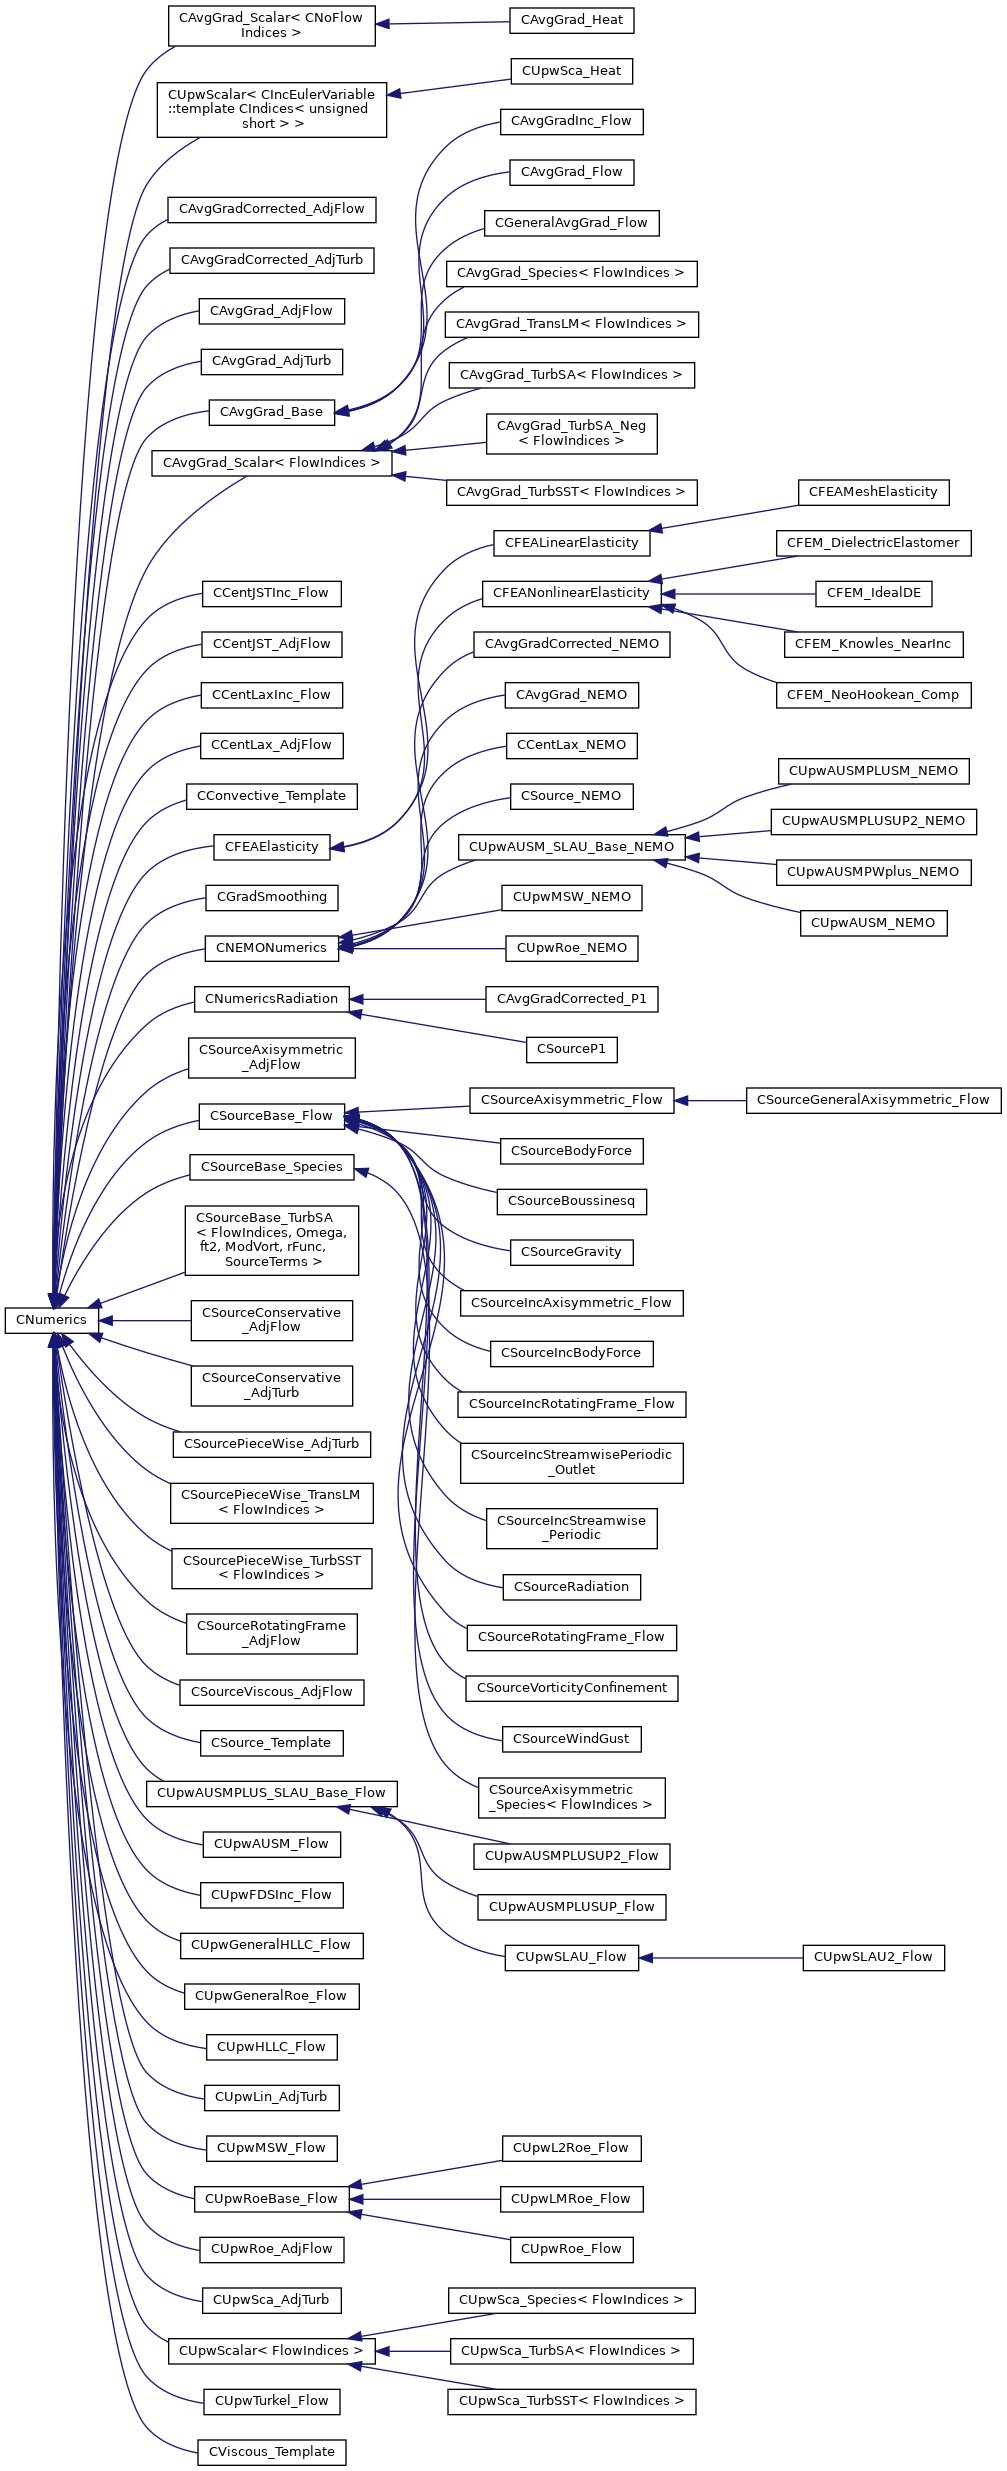 CAvgGrad_Scalar< CNoFlow
Indices >
CAvgGrad_Heat
CUpwSca_Heat
CUpwScalar< CIncEulerVariable
::template CIndices< unsigned
short > >
CAvgGradInc_Flow
CAvgGrad_Flow
CAvgGradCorrected_AdjFlow
CGeneralAvgGrad_Flow
CAvgGradCorrected_AdjTurb
CAvgGrad_Species< FlowIndices >
CAvgGrad_AdjFlow
CAvgGrad_TransLM< FlowIndices >
CAvgGrad_AdjTurb
CAvgGrad_TurbSA< FlowIndices >
CAvgGrad_Base
CAvgGrad_TurbSA_Neg
< FlowIndices >
CAvgGrad_Scalar< FlowIndices >
CAvgGrad_TurbSST< FlowIndices >
CFEAMeshElasticity
CFEALinearElasticity
CFEM_DielectricElastomer
CCentJSTInc_Flow
CFEANonlinearElasticity
CFEM_IdealDE
CCentJST_AdjFlow
CAvgGradCorrected_NEMO
CFEM_Knowles_NearInc
CCentLaxInc_Flow
CAvgGrad_NEMO
CFEM_NeoHookean_Comp
CCentLax_AdjFlow
CCentLax_NEMO
CUpwAUSMPLUSM_NEMO
CConvective_Template
CSource_NEMO
CUpwAUSMPLUSUP2_NEMO
CFEAElasticity
CUpwAUSM_SLAU_Base_NEMO
CUpwAUSMPWplus_NEMO
CGradSmoothing
CUpwMSW_NEMO
CUpwAUSM_NEMO
CNEMONumerics
CUpwRoe_NEMO
CNumericsRadiation
CAvgGradCorrected_P1
CSourceP1
CSourceAxisymmetric
_AdjFlow
CSourceBase_Flow
CSourceAxisymmetric_Flow
CSourceGeneralAxisymmetric_Flow
CSourceBodyForce
CSourceBase_Species
CSourceBoussinesq
CSourceBase_TurbSA
< FlowIndices, Omega,
ft2, ModVort, rFunc,
SourceTerms >
CSourceGravity
CSourceIncAxisymmetric_Flow
CNumerics
CSourceConservative
_AdjFlow
CSourceIncBodyForce
CSourceConservative
_AdjTurb
CSourceIncRotatingFrame_Flow
CSourcePieceWise_AdjTurb
CSourceIncStreamwisePeriodic
_Outlet
CSourcePieceWise_TransLM
< FlowIndices >
CSourceIncStreamwise
_Periodic
CSourcePieceWise_TurbSST
< FlowIndices >
CSourceRadiation
CSourceRotatingFrame
_AdjFlow
CSourceRotatingFrame_Flow
CSourceViscous_AdjFlow
CSourceVorticityConfinement
CSource_Template
CSourceWindGust
CUpwAUSMPLUS_SLAU_Base_Flow
CSourceAxisymmetric
_Species< FlowIndices >
CUpwAUSM_Flow
CUpwAUSMPLUSUP2_Flow
CUpwFDSInc_Flow
CUpwAUSMPLUSUP_Flow
CUpwGeneralHLLC_Flow
CUpwSLAU_Flow
CUpwSLAU2_Flow
CUpwGeneralRoe_Flow
CUpwHLLC_Flow
CUpwLin_AdjTurb
CUpwMSW_Flow
CUpwL2Roe_Flow
CUpwRoeBase_Flow
CUpwLMRoe_Flow
CUpwRoe_AdjFlow
CUpwRoe_Flow
CUpwSca_AdjTurb
CUpwSca_Species< FlowIndices >
CUpwScalar< FlowIndices >
CUpwSca_TurbSA< FlowIndices >
CUpwTurkel_Flow
CUpwSca_TurbSST< FlowIndices >
CViscous_Template